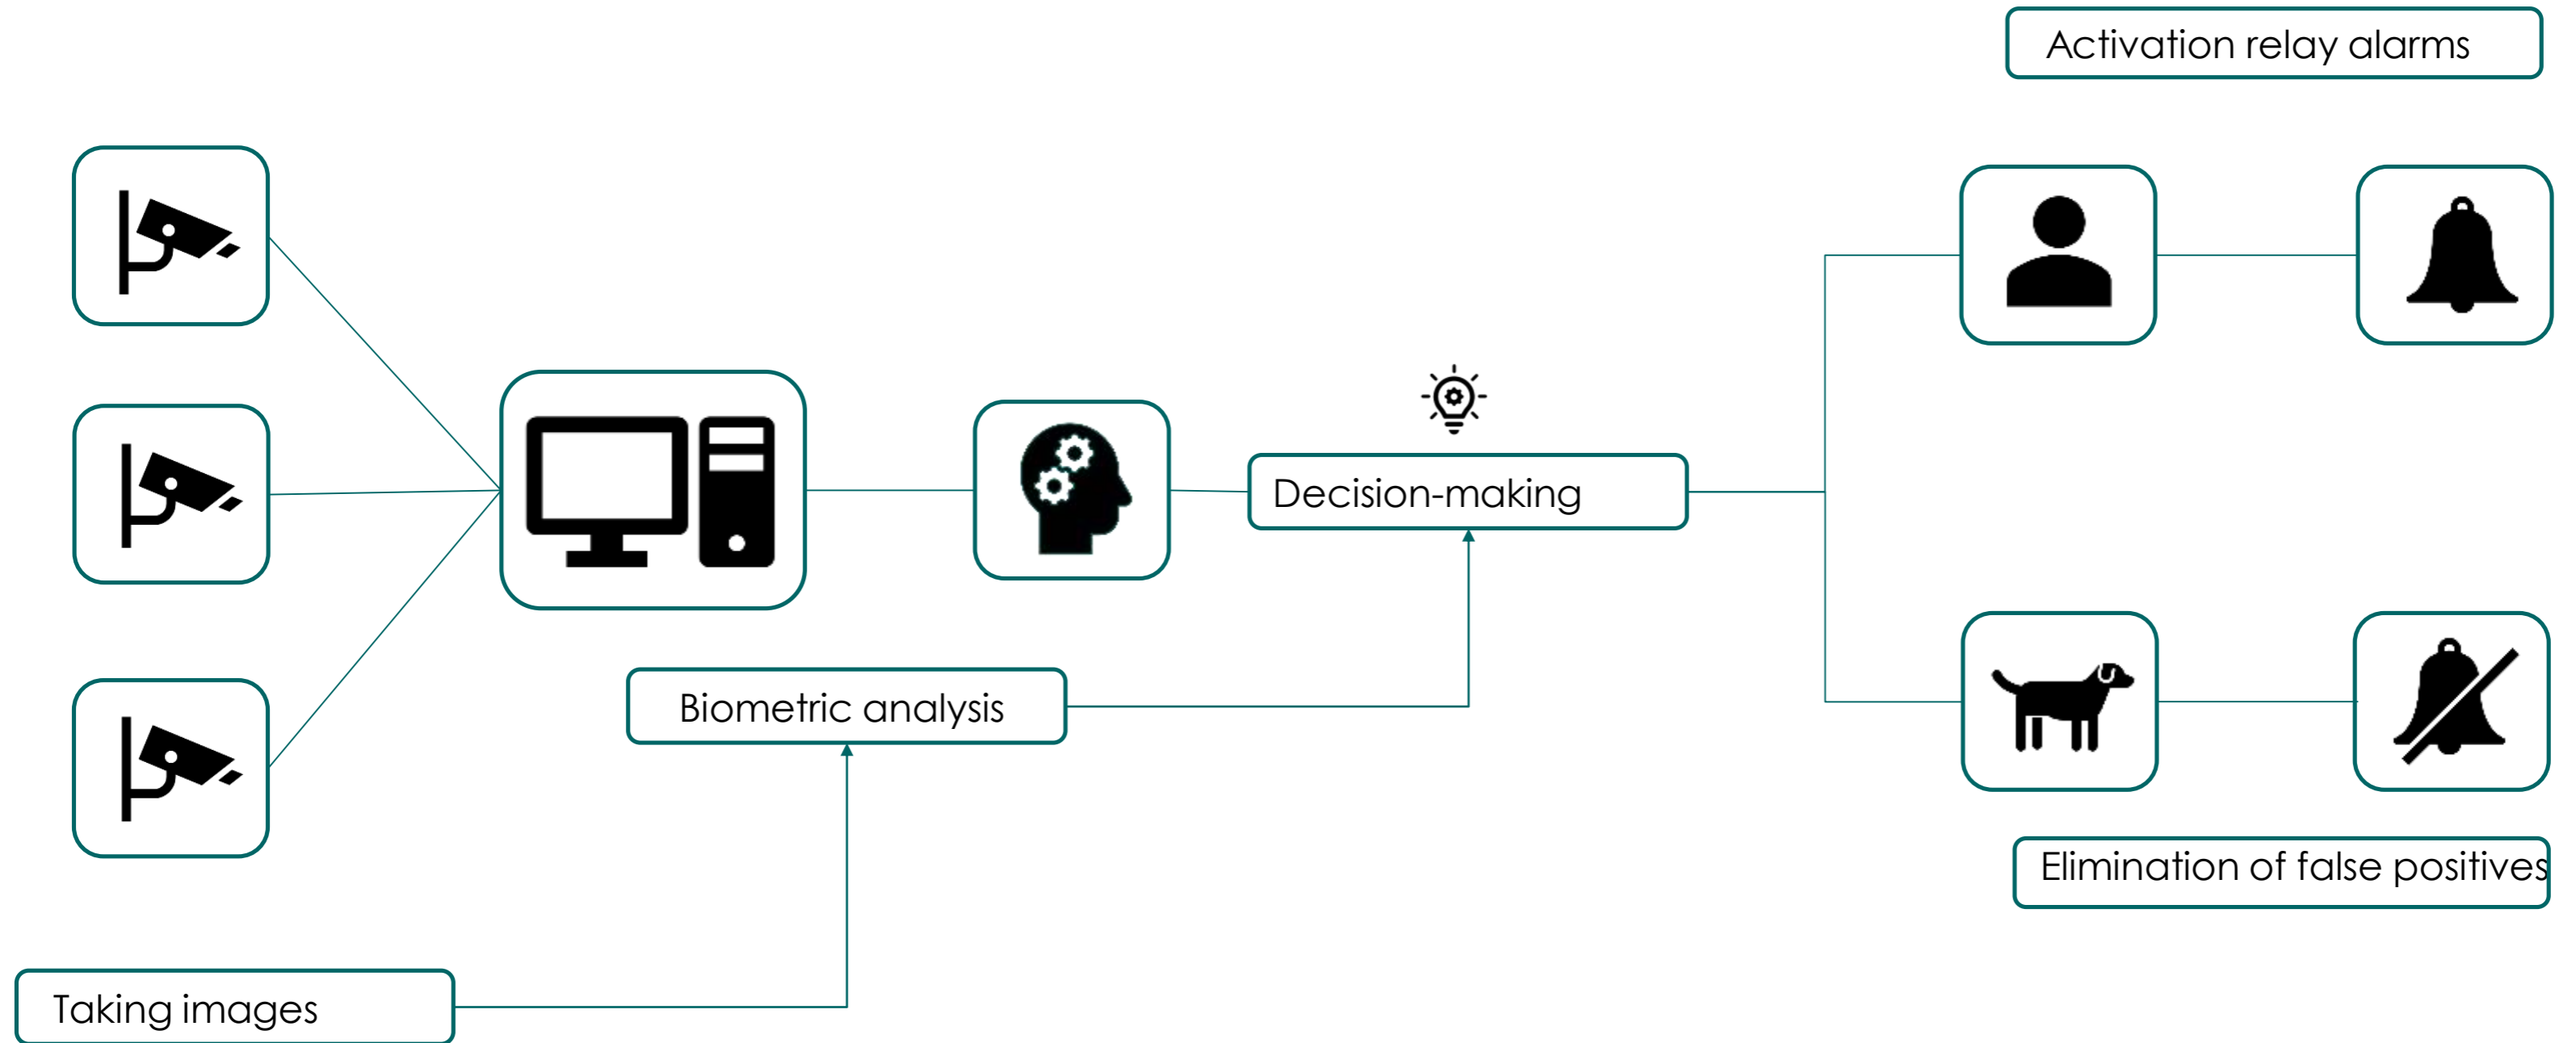 Activation relay alarms
Decision-making
Biometric analysis
Elimination of false positives
Taking images